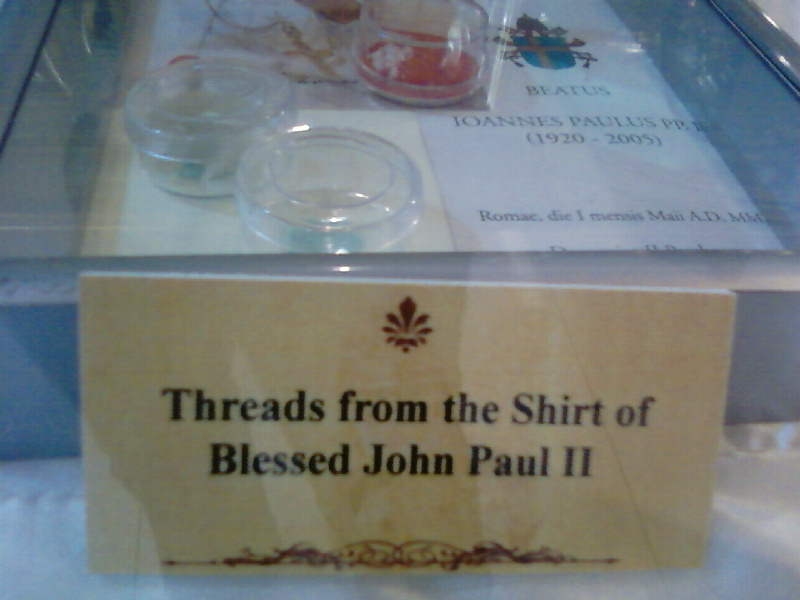 BEATUS
IOANNES PAULUS PP. II
(1920 - 2005)
Romae, die I mensis Maii A.D. MM
Threads from the Shirt of
Blessed John Paul II